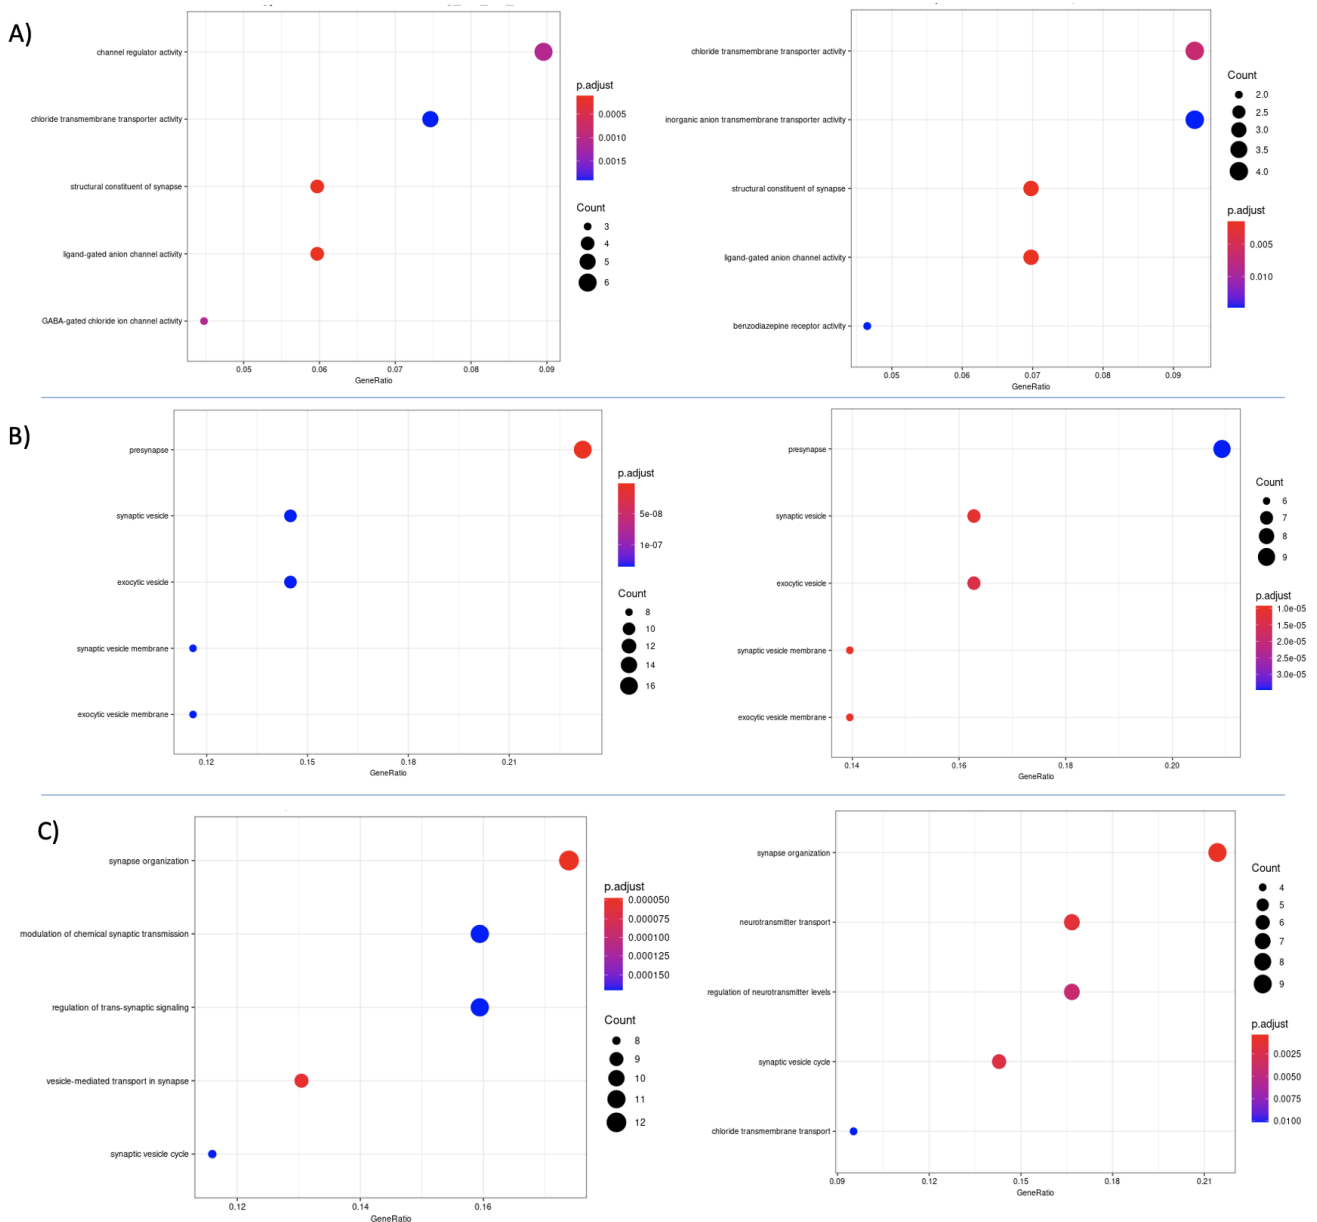 A)
channel regulator activity
chloride transmembrane transporter activity
structural constituent of synapse
ligand-gated anion channel activity
GABA-gated chloride ion channel activity
0.05 0.06 0.07 0.08 0.09
GeneRatio
p.adjust
0.0005
0.0010
0.0015
Count
3
4
5
6
chloride transmembrane transporter activity
inorganic anion transmembrane transporter activity
structural constituent of synapse
ligand-gated anion channel activity
benzodiazepine receptor activity
0.05 0.06 0.07 0.08 0.09
GeneRatio
Count
2.0
2.5
3.0
3.5
4.0
p.adjust
0.005
0.010
B)
presynapse
synaptic vesicle
exocytic vesicle
synaptic vesicle membrane
exocytic vesicle membrane
0.12 0.15 0.18 0.21
GeneRatio
p.adjust
5e-08
1e-07
Count
8
10
12
14
16
presynapse
synaptic vesicle
exocytic vesicle
synaptic vesicle membrane
exocytic vesicle membrane
0.14 0.16 0.18 0.20
GeneRatio
Count
6
7
8
9
p.adjust
1.0e-05
1.5e-05
2.0e-05
2.5e-05
3.0e-05
C)
synapse organization
modulation of chemical synaptic transmission
regulation of trans-synaptic signaling
vesicle-mediated transport in synapse
synaptic vesicle cycle
0.12 0.14 0.16
GeneRatio
p.adjust
0.000050
0.000075
0.000100
0.000125
0.000150
Count
8
9
10
11
12
synapse organization
neurotransmitter transport
regulation of neurotransmitter levels
synaptic vesicle cycle
chloride transmembrane transport
0.09 0.12 0.15 0.18 0.21
GeneRatio
Count
4
5
6
7
8
9
p.adjust
0.0025
0.0050
0.0075
0.0100